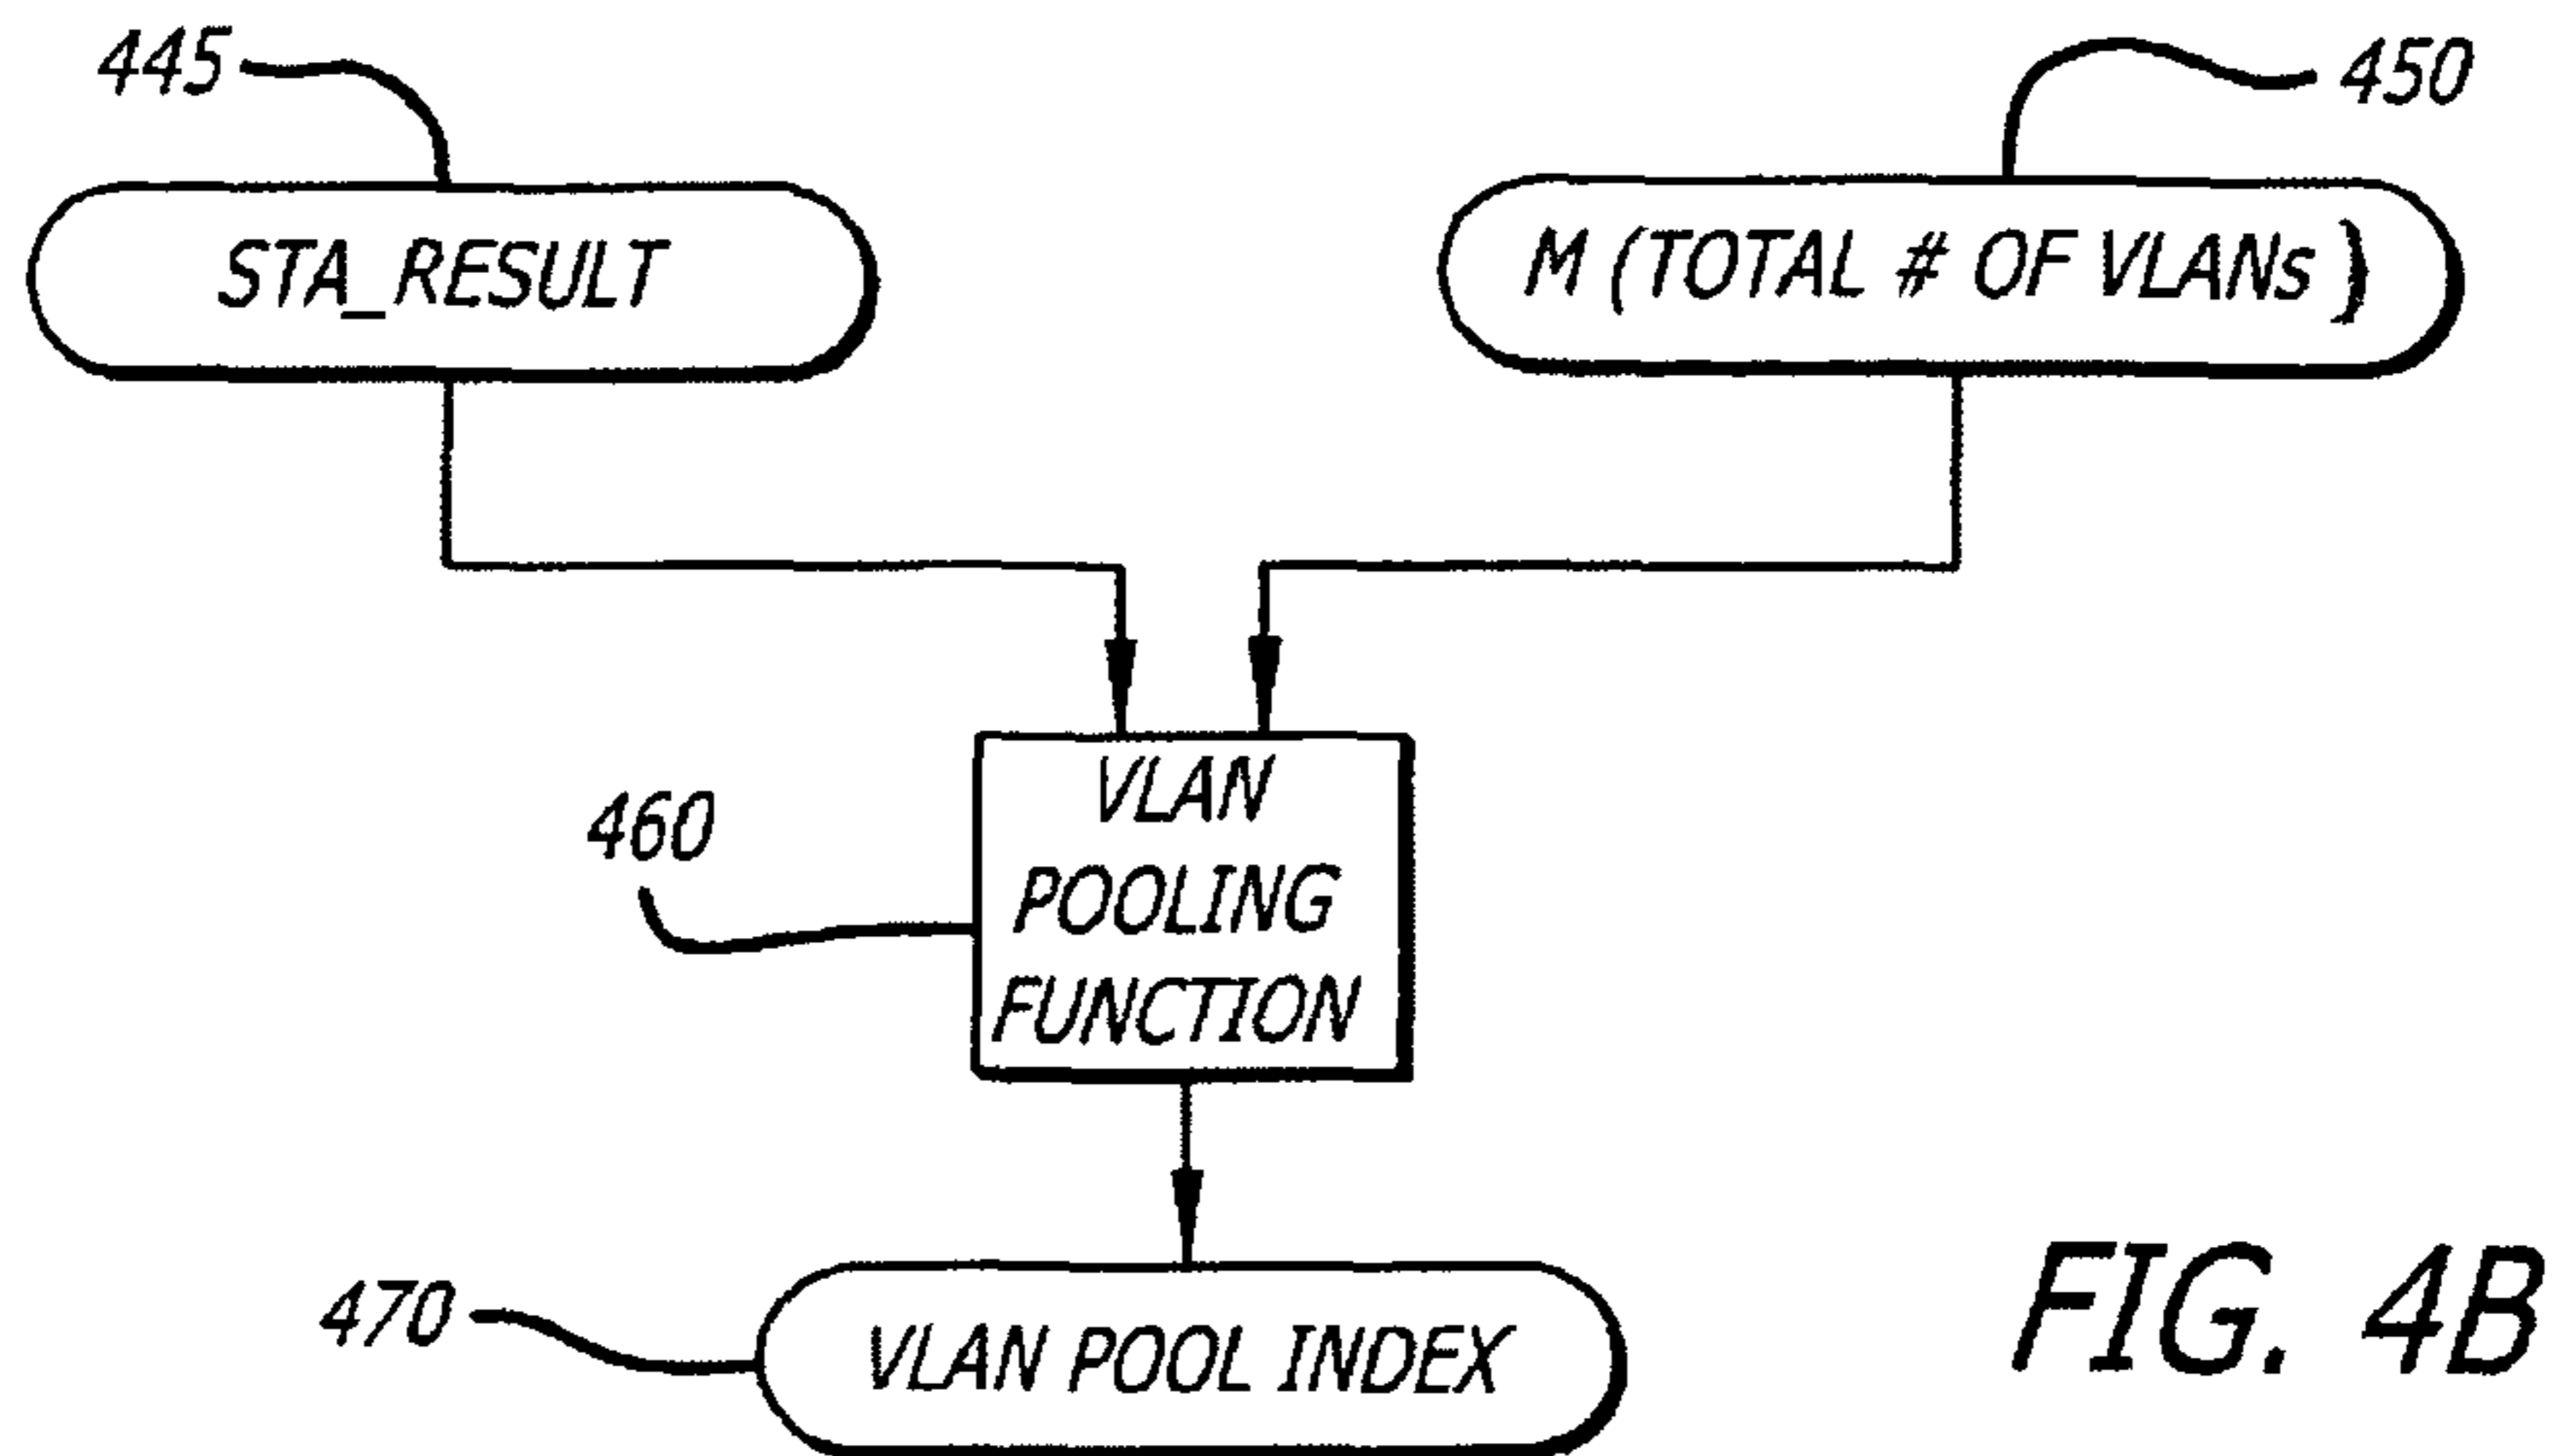 445
450
STA_RESULT
M (TOTAL # OF VLANs)
VLAN
POOLING
FUNCTION
460
470
VLAN POOL INDEX
FIG. 4B